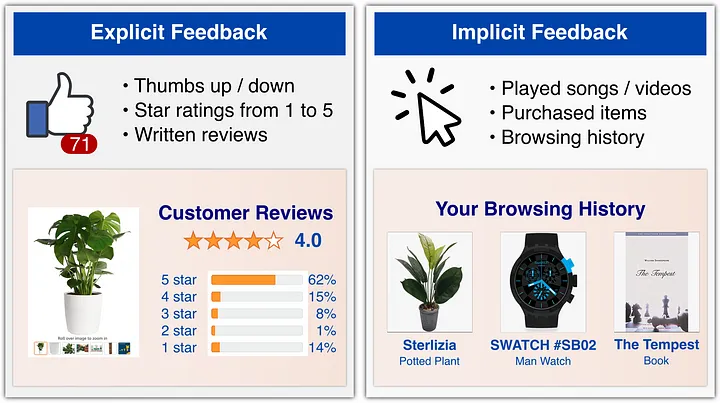 Explicit Feedback
71
• Thumbs up / down
• Star ratings from 1 to 5
• Written reviews
Customer Reviews
4.0
5 star 62%
4 star 15%
3 star 8%
2 star 1%
1 star 14%
Roll over image to zoom in
Implicit Feedback
• Played songs / videos
• Purchased items
• Browsing history
Your Browsing History
The Tempest
Sterlizia
Potted Plant
SWATCH #SB02
Man Watch
The Tempest
Book